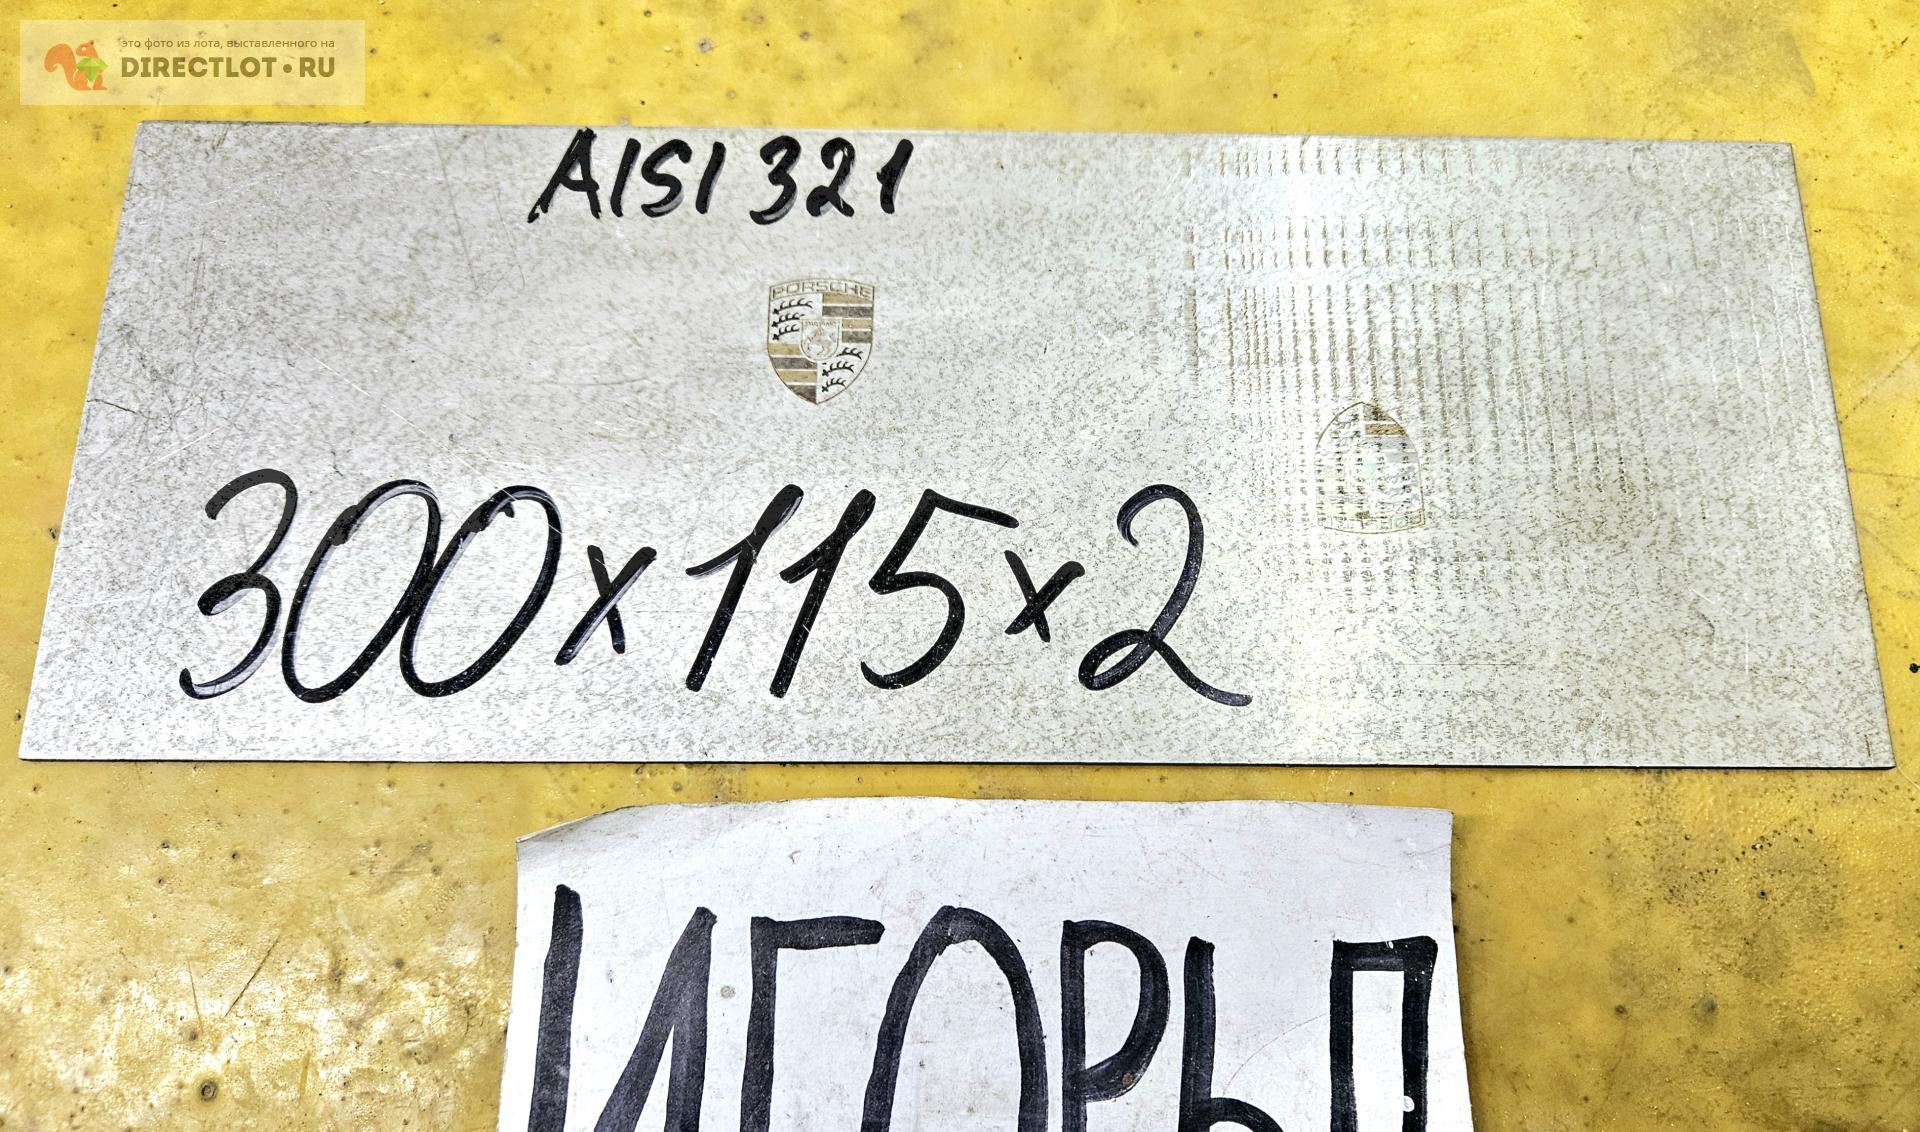 это фото из лота, выставленного на
DIRECTLOT.RU
AISI 321
PORSCHE
300x115x2
ИГОРЬП